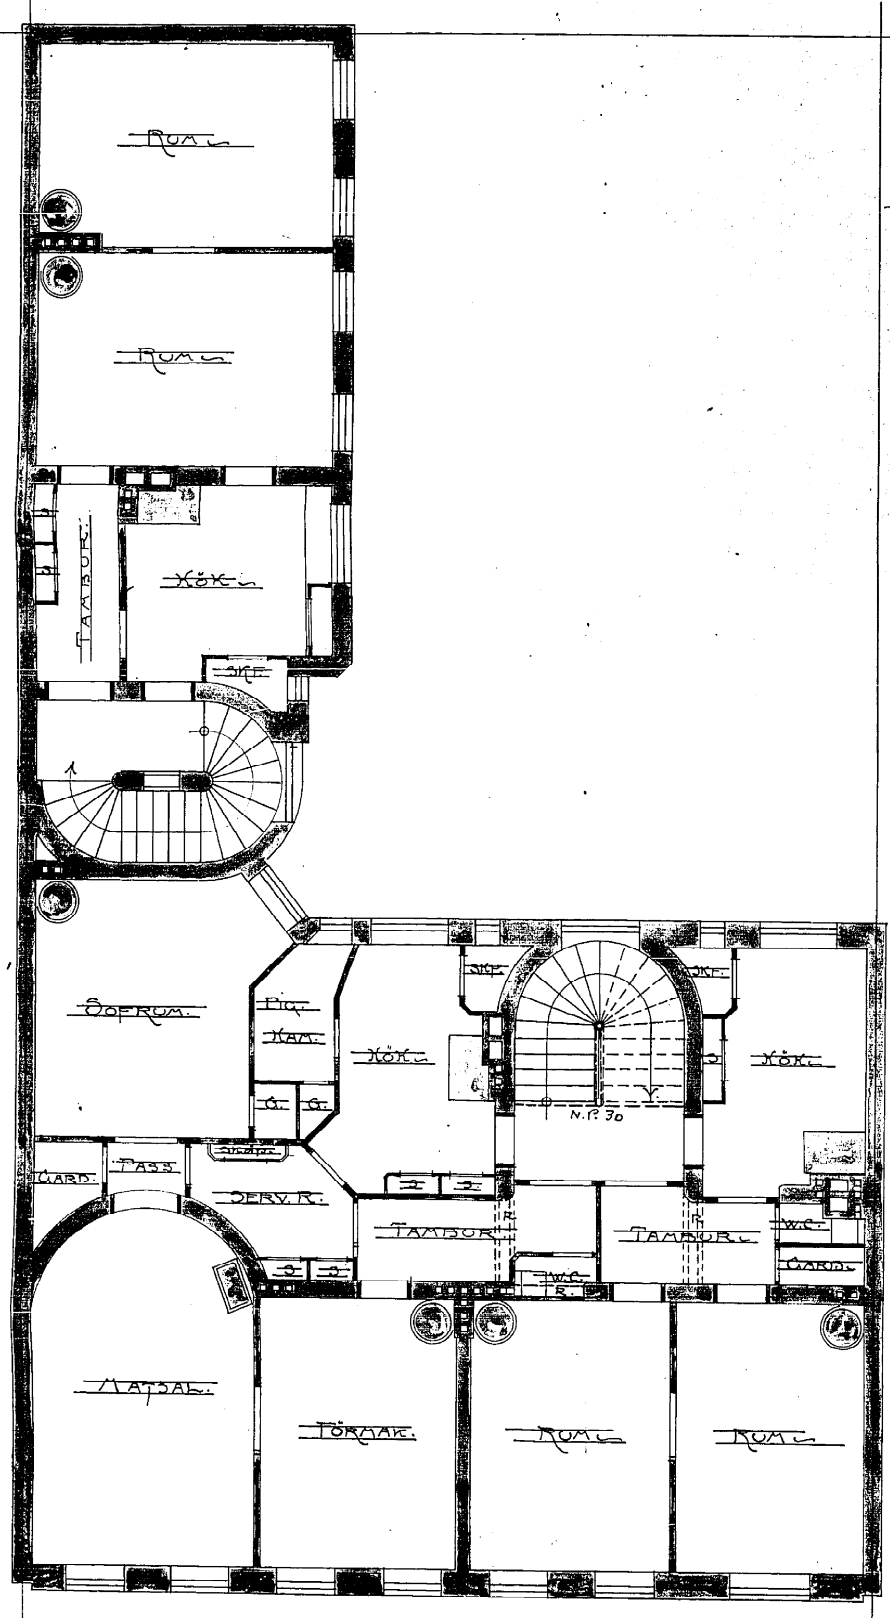 RUM
RUM
S
S
TAMBUR.
KÖK
SKF.
SOFRUM.
PIG.
KAM.
SKF.
SKF.
KÖK
S
KÖK
G.
G.
N.P. 30
GARD.
PASS
SERV.R.
S.
S.
TAMBUR
R
R
TAMBUR
W.C.
GARD.
S
S
W.C.
R.
MATSAL.
FÖRMAK.
RUM
RUM